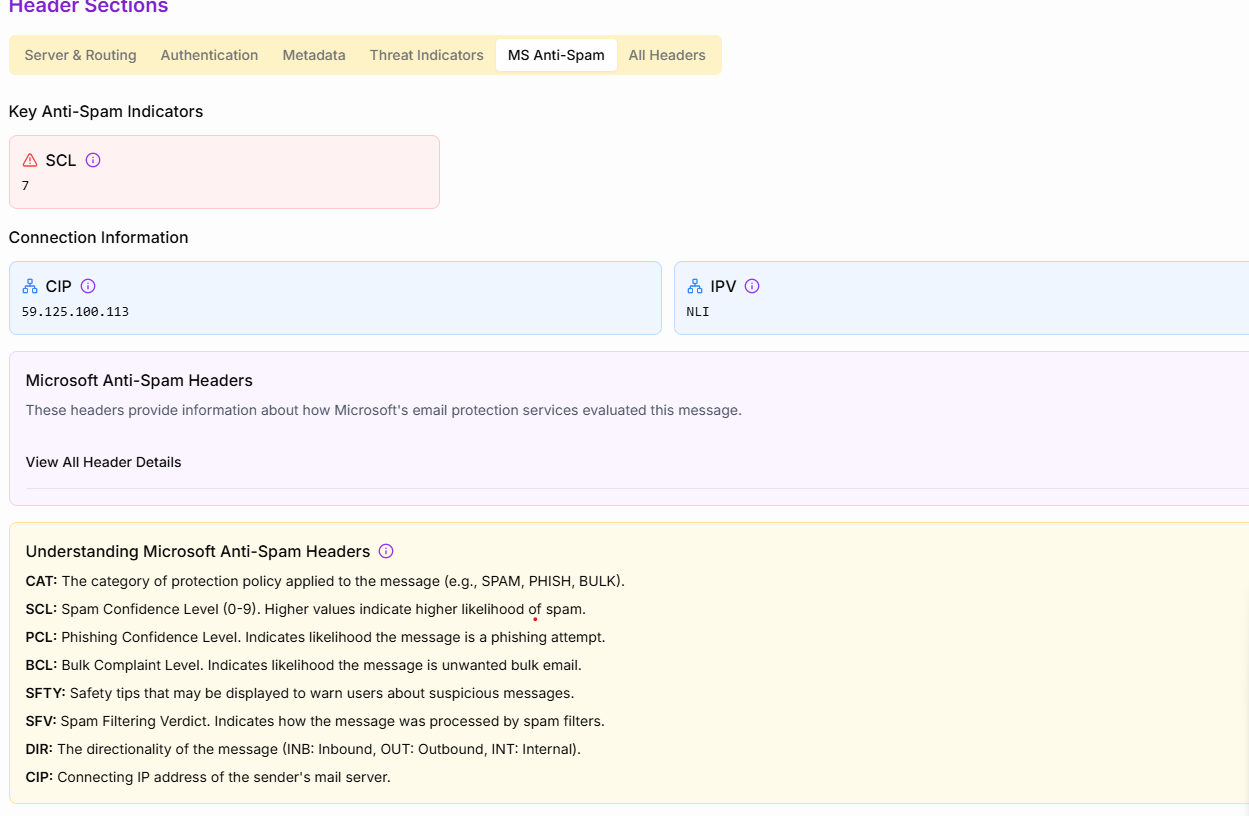 Header Sections
Server & Routing Authentication Metadata Threat Indicators MS Anti-Spam All Headers
Key Anti-Spam Indicators
SCL
7
Connection Information
CIP
59.125.100.113
IPV
NLI
Microsoft Anti-Spam Headers
These headers provide information about how Microsoft's email protection services evaluated this message.
View All Header Details
Understanding Microsoft Anti-Spam Headers
CAT: The category of protection policy applied to the message (e.g., SPAM, PHISH, BULK).
SCL: Spam Confidence Level (0-9). Higher values indicate higher likelihood of spam.
PCL: Phishing Confidence Level. Indicates likelihood the message is a phishing attempt.
BCL: Bulk Complaint Level. Indicates likelihood the message is unwanted bulk email.
SFTY: Safety tips that may be displayed to warn users about suspicious messages.
SFV: Spam Filtering Verdict. Indicates how the message was processed by spam filters.
DIR: The directionality of the message (INB: Inbound, OUT: Outbound, INT: Internal).
CIP: Connecting IP address of the sender's mail server.